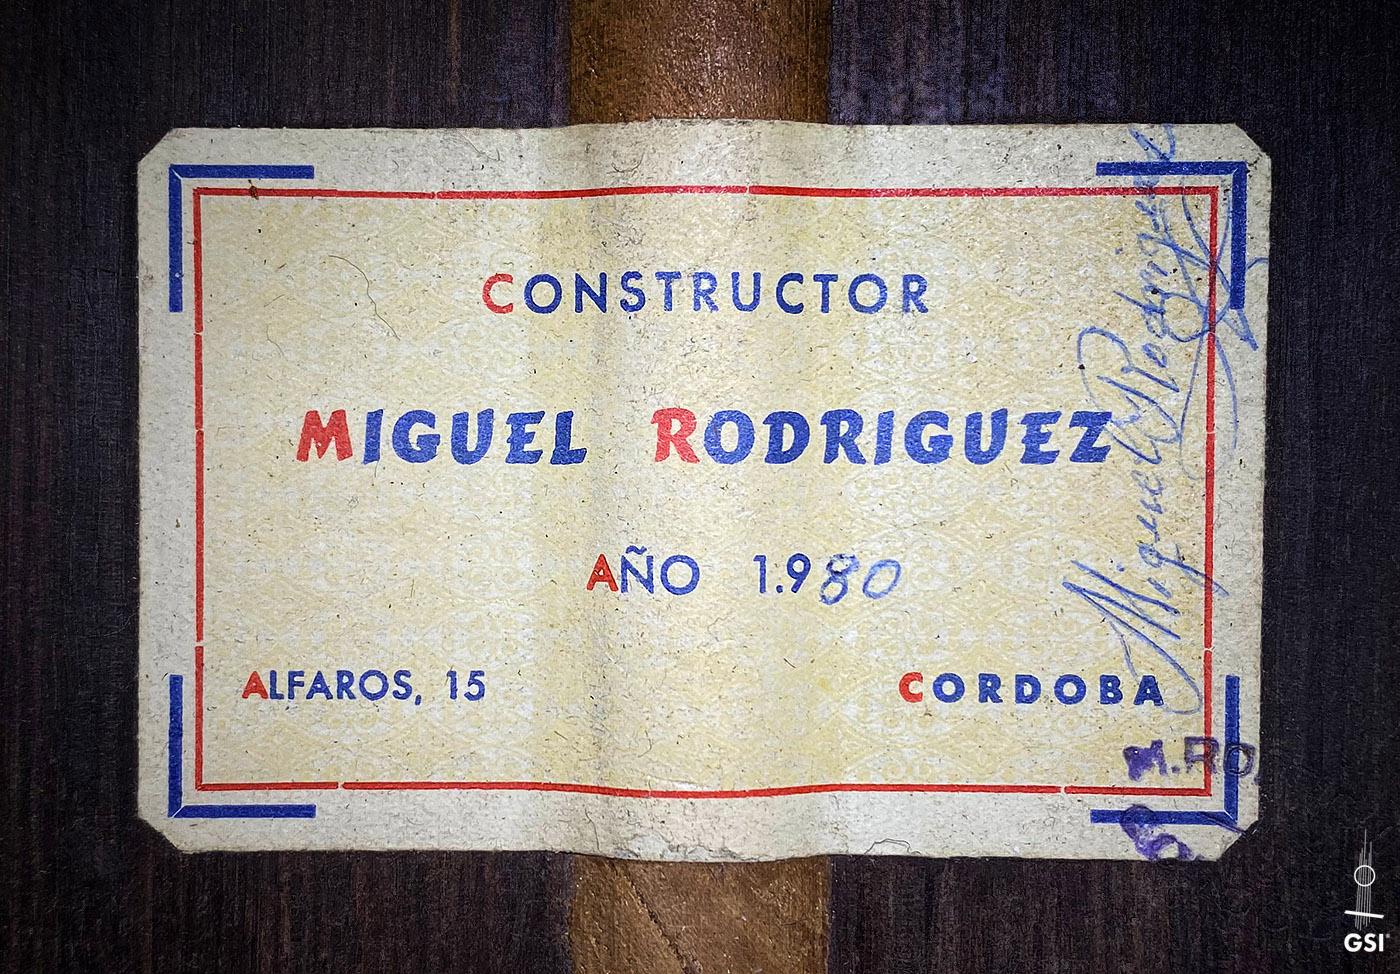 CONSTRUCTOR
MIGUEL RODRIGUEZ
AÑO 1.980
ALFAROS, 15
CORDOBA
Miguel Rodriguez
M.RO
GSI